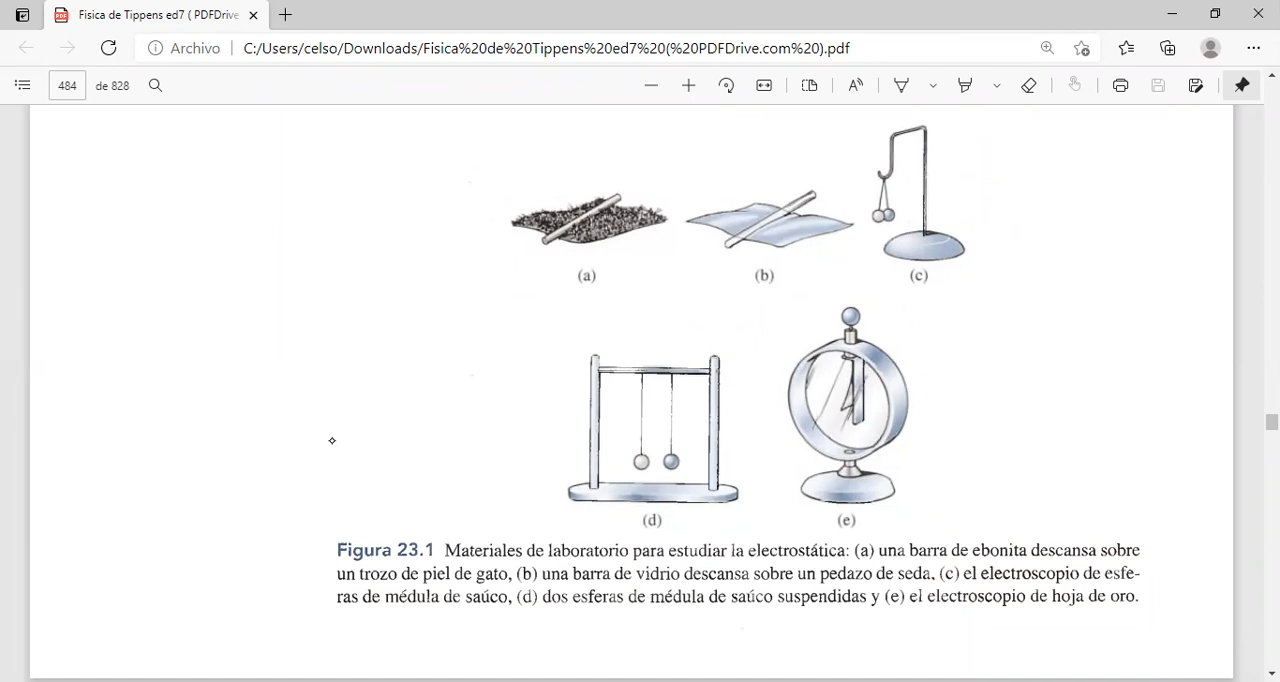 Fisica de Tippens ed7 ( PDFDrive
Archivo
C:/Users/celso/Downloads/Fisica%20de%20Tippens%20ed7%20(%20PDFDrive.com%20).pdf
484 de 828
(a) (b) (c)
(d) (e)
Figura 23.1 Materiales de laboratorio para estudiar la electrostática: (a) una barra de ebonita descansa sobre
un trozo de piel de gato, (b) una barra de vidrio descansa sobre un pedazo de seda, (c) el electroscopio de esfe-
ras de médula de saúco, (d) dos esferas de médula de saúco suspendidas y (e) el electroscopio de hoja de oro.